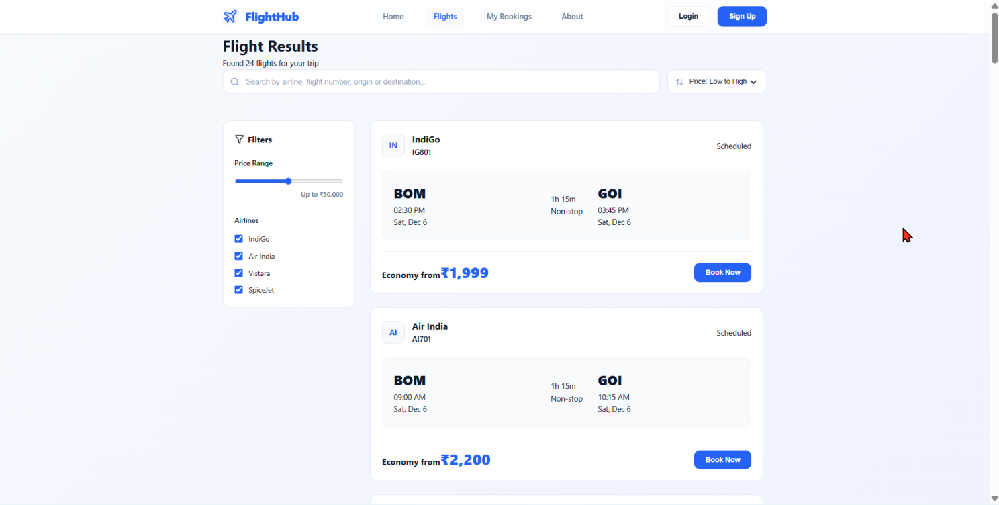 FlightHub
Home
Flights
My Bookings
About
Login
Sign Up
Flight Results
Found 24 flights for your trip
Search by airline, flight number, origin or destination...
Price: Low to High
Filters
Price Range
Up to ₹50,000
Airlines
IndiGo
Air India
Vistara
SpiceJet
IN
IndiGo
IG801
Scheduled
BOM
02:30 PM
Sat, Dec 6
1h 15m
Non-stop
GOI
03:45 PM
Sat, Dec 6
Economy from₹1,999
Book Now
AI
Air India
AI701
Scheduled
BOM
09:00 AM
Sat, Dec 6
1h 15m
Non-stop
GOI
10:15 AM
Sat, Dec 6
Economy from₹2,200
Book Now